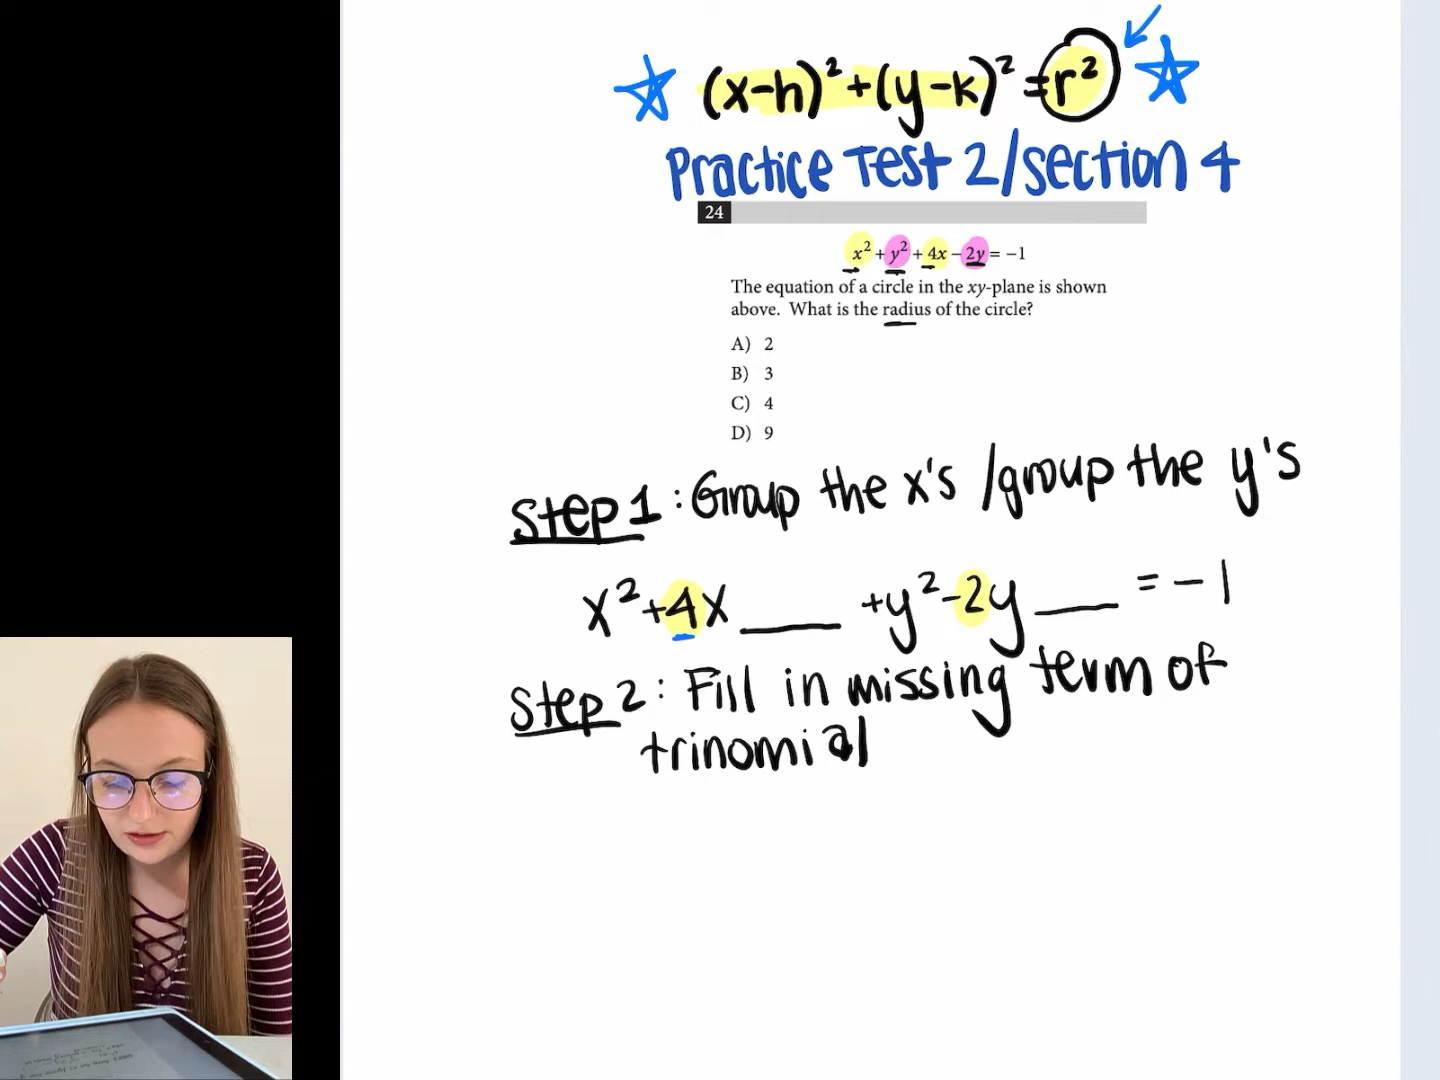 (x-h)² + (y-k)² = r²
Practice Test 2/section 4
24
x² + y² + 4x − 2y = −1
The equation of a circle in the xy-plane is shown
above. What is the radius of the circle?
A) 2
B) 3
C) 4
D) 9
Step 1: Group the x's / group the y's
x² + 4x ____ + y² - 2y ____ = -1
Step 2: Fill in missing term of
trinomial